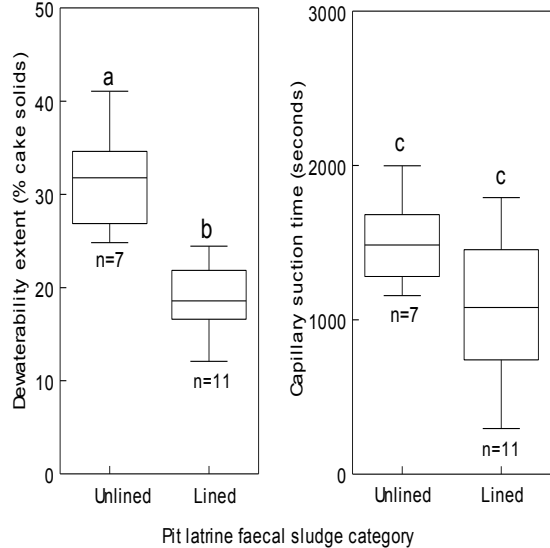 50
40
30
20
10
0
Dewaterability extent (% cake solids)
a
n=7
b
n=11
Unlined
Lined
3000
2000
1000
0
Capillary suction time (seconds)
c
n=7
c
n=11
Unlined
Lined
Pit latrine faecal sludge category